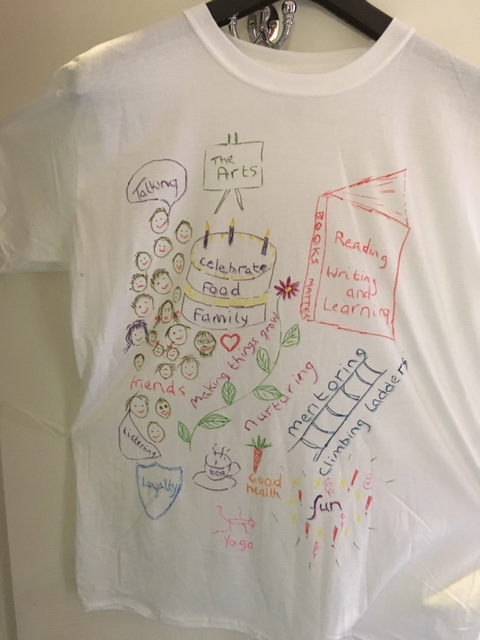 The
Arts
Talking
celebrate
Food
Family
BOOKS MATTER
Reading
Writing
and
Learning
friends
making things grow
nurturing
mentoring
climbing ladders
Listening
Loyalty
tea
Good
health
fun
Yoga